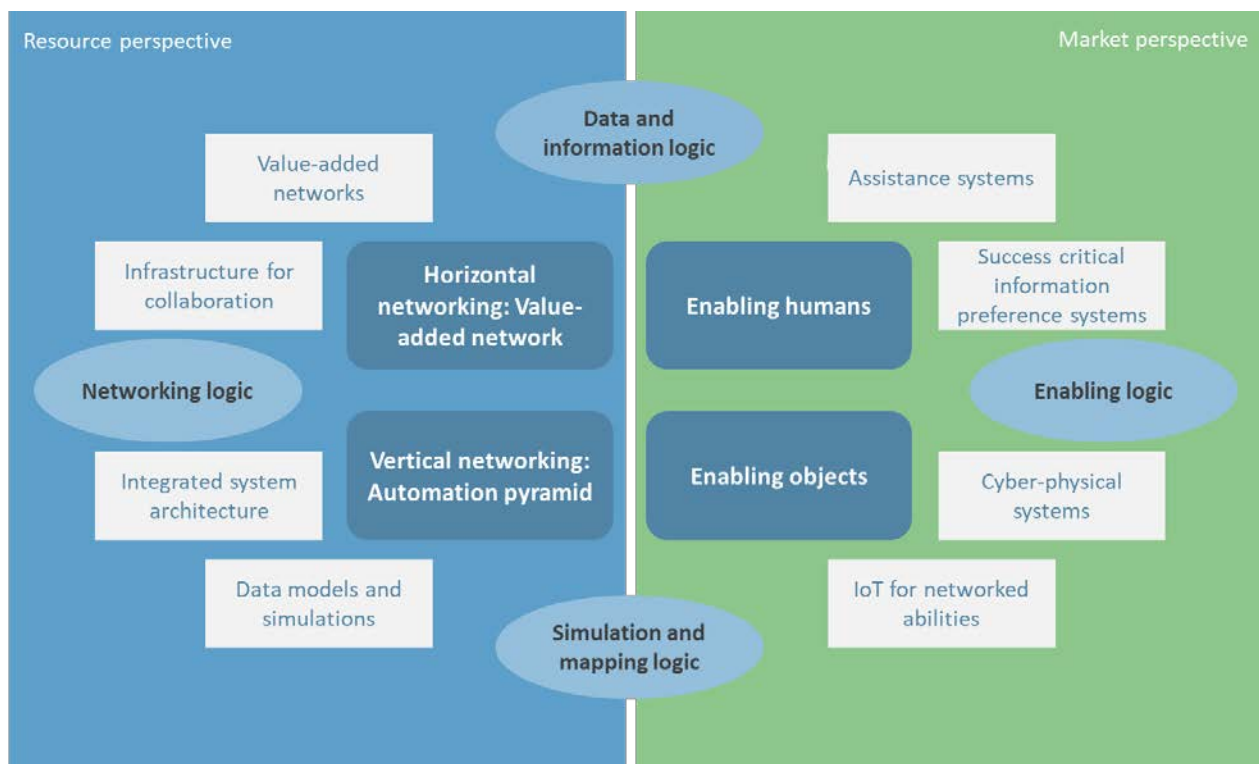 Resource perspective
Market perspective
Data and
information logic
Value-added
networks
Assistance systems
Infrastructure for
collaboration
Horizontal
networking: Value-
added network
Enabling humans
Success critical
information
preference systems
Networking logic
Enabling logic
Integrated system
architecture
Vertical networking:
Automation pyramid
Enabling objects
Cyber-physical
systems
Data models and
simulations
IoT for networked
abilities
Simulation and
mapping logic